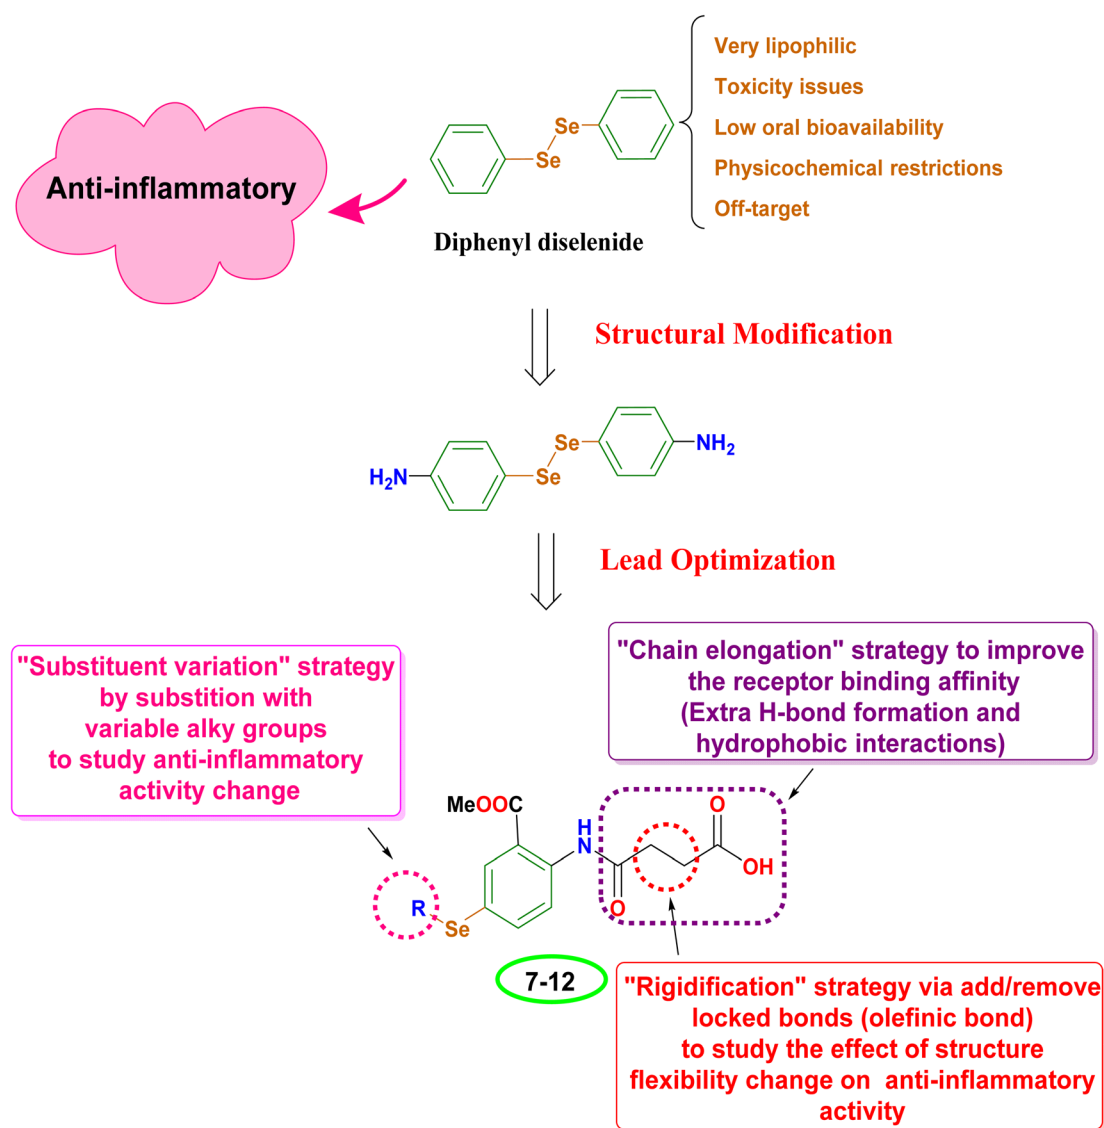 Very lipophilic
Toxicity issues
Low oral bioavailability
Physicochemical restrictions
Off-target
Anti-inflammatory
Se
Se
Diphenyl diselenide
Structural Modification
Se
NH2
H2N
Se
Lead Optimization
"Substituent variation" strategy
by substition with
variable alky groups
to study anti-inflammatory
activity change
"Chain elongation" strategy to improve
the receptor binding affinity
(Extra H-bond formation and
hydrophobic interactions)
MeOOC
H
N
O
OH
O
R
Se
7-12
"Rigidification" strategy via add/remove
locked bonds (olefinic bond)
to study the effect of structure
flexibility change on anti-inflammatory
activity